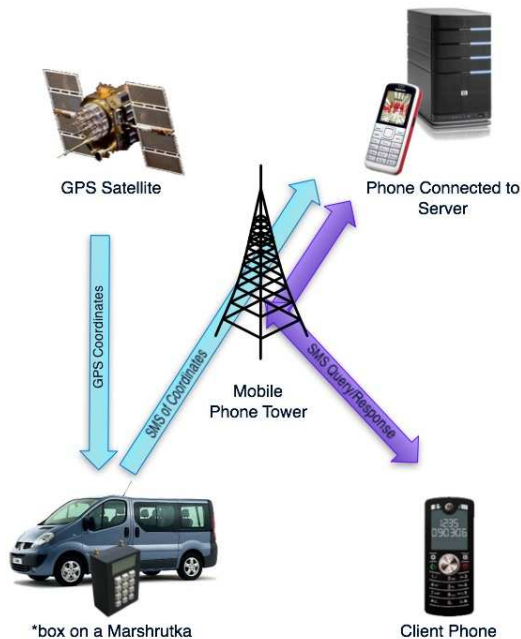 GPS Satellite
Phone Connected to
Server
GPS Coordinates
SMS of Coordinates
SMS Query/Response
Mobile
Phone Tower
*box on a Marshrutka
Client Phone